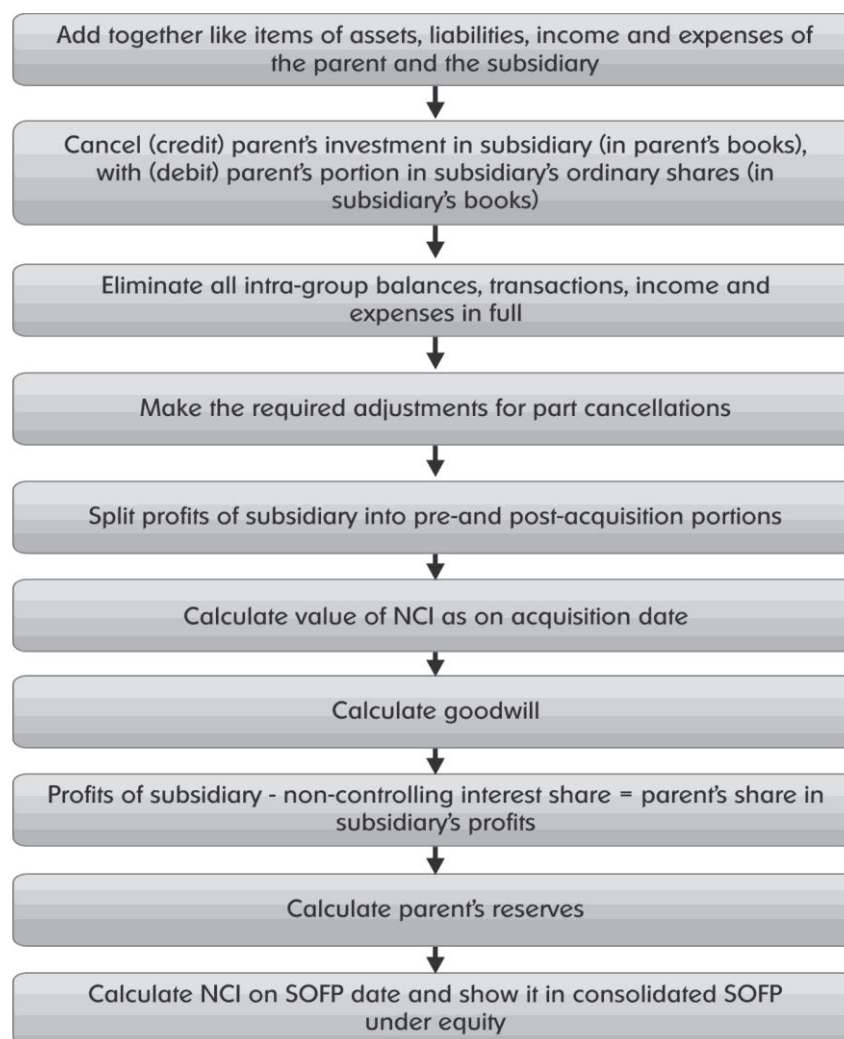 Add together like items of assets, liabilities, income and expenses of
the parent and the subsidiary
Cancel (credit) parent's investment in subsidiary (in parent's books),
with (debit) parent's portion in subsidiary's ordinary shares (in
subsidiary's books)
Eliminate all intra-group balances, transactions, income and
expenses in full
Make the required adjustments for part cancellations
Split profits of subsidiary into pre-and post-acquisition portions
Calculate value of NCI as on acquisition date
Calculate goodwill
Profits of subsidiary - non-controlling interest share = parent's share in
subsidiary's profits
Calculate parent's reserves
Calculate NCI on SOFP date and show it in consolidated SOFP
under equity